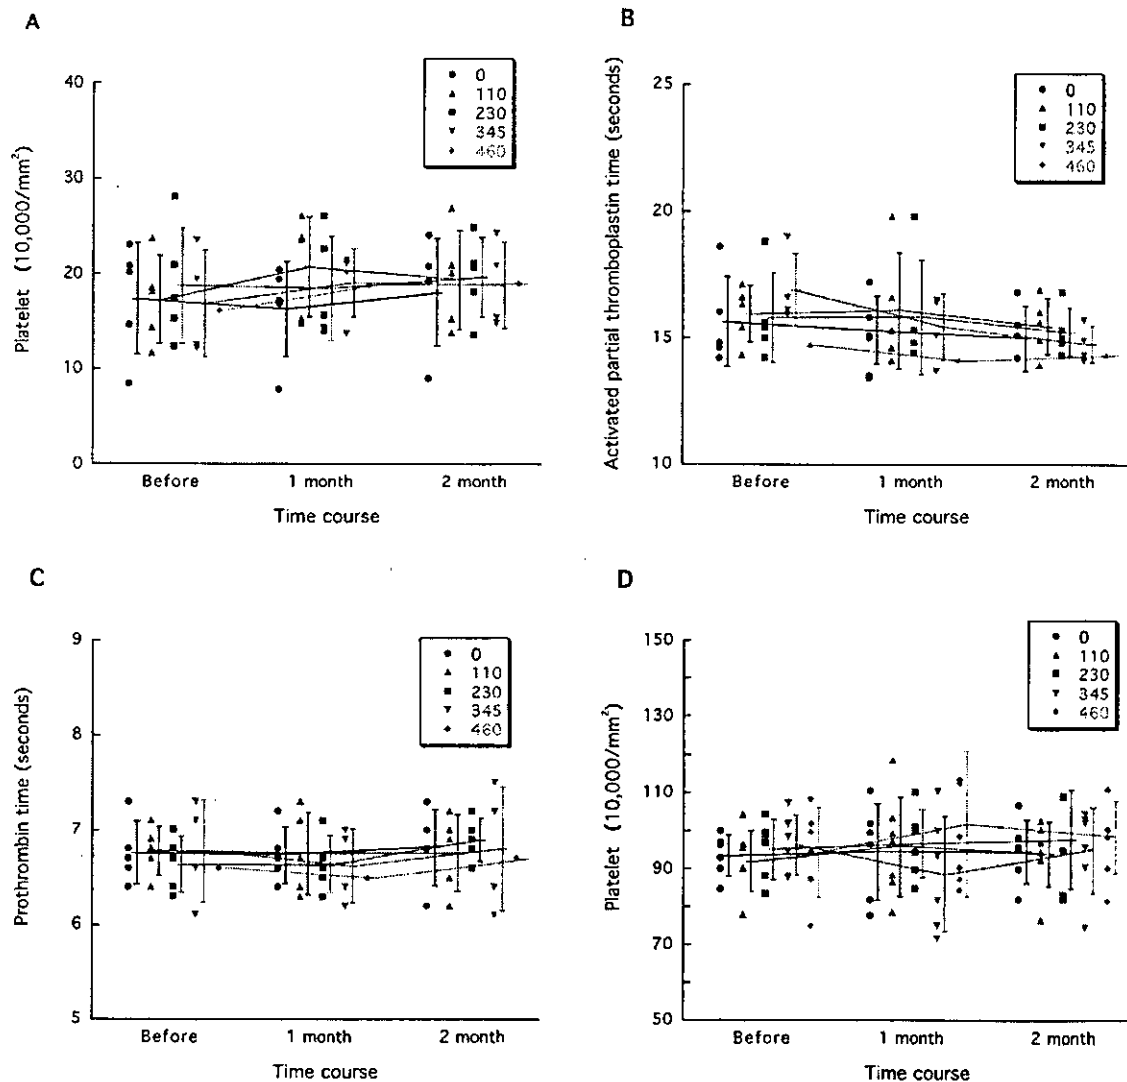 A
Platelet (10,000/mm²)
40
30
20
10
0
0
110
230
345
460
Before
1 month
2 month
Time course
B
Activated partial thromboplastin time (seconds)
25
20
15
10
0
110
230
345
460
Before
1 month
2 month
Time course
C
Prothrombin time (seconds)
9
8
7
6
5
0
110
230
345
460
Before
1 month
2 month
Time course
D
Platelet (10,000/mm²)
150
130
110
90
70
50
0
110
230
345
460
Before
1 month
2 month
Time course